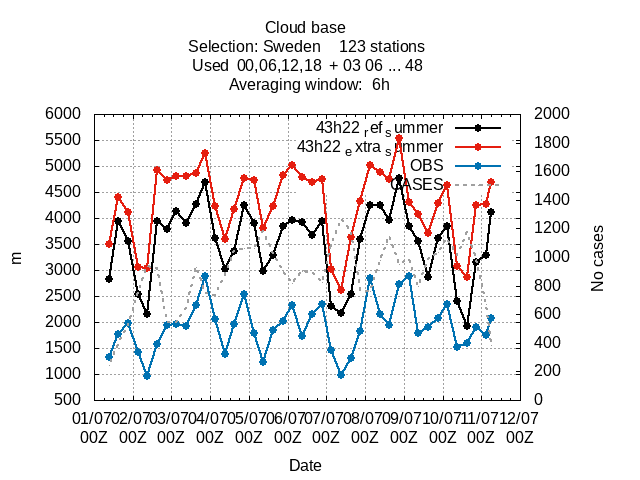 Cloud base
Selection: Sweden 123 stations
Used 00,06,12,18 + 03 06 ... 48
Averaging window: 6h
6000 2000
43h22 ref summer
5500 1800
43h22 extra summer
5000 1600
OBS
4500 1400
CASES
4000 1200
3500
m
3000 1000
No cases
2500 800
2000 600
1500 400
1000 200
500 0
01/07 02/07 03/07 04/07 05/07 06/07 07/07 08/07 09/07 10/07 11/07 12/07
00Z 00Z 00Z 00Z 00Z 00Z 00Z 00Z 00Z 00Z 00Z 00Z
Date